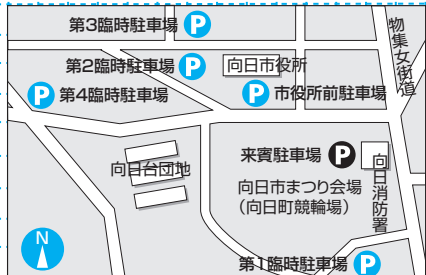 第3臨時駐車場 P
物集女街道
第2臨時駐車場 P
向日市役所
P 第4臨時駐車場
P 市役所前駐車場
来賓駐車場 P
向日消防署
向日台団地
向日市まつり会場
(向日町競輪場)
N
第1臨時駐車場 P